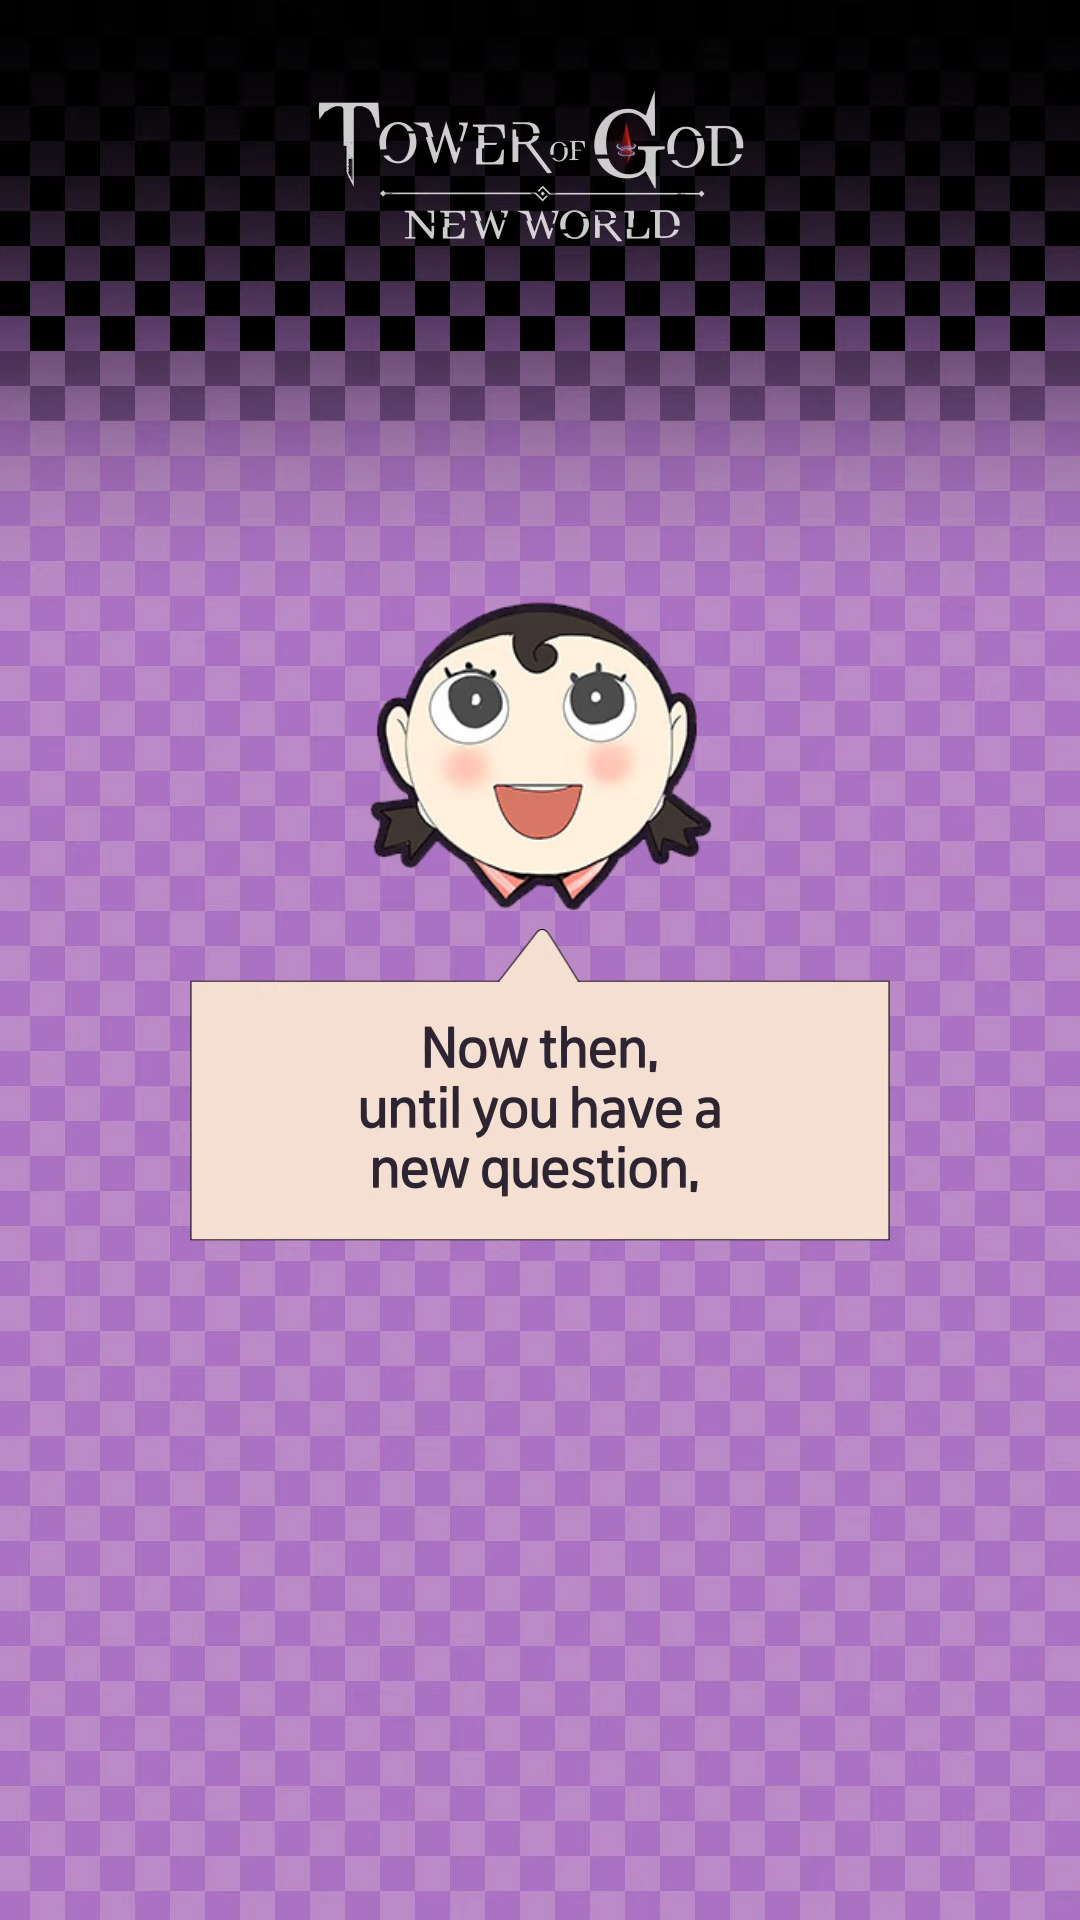 TOWER OF GOD
NEW WORLD
Now then,
until you have a
new question,